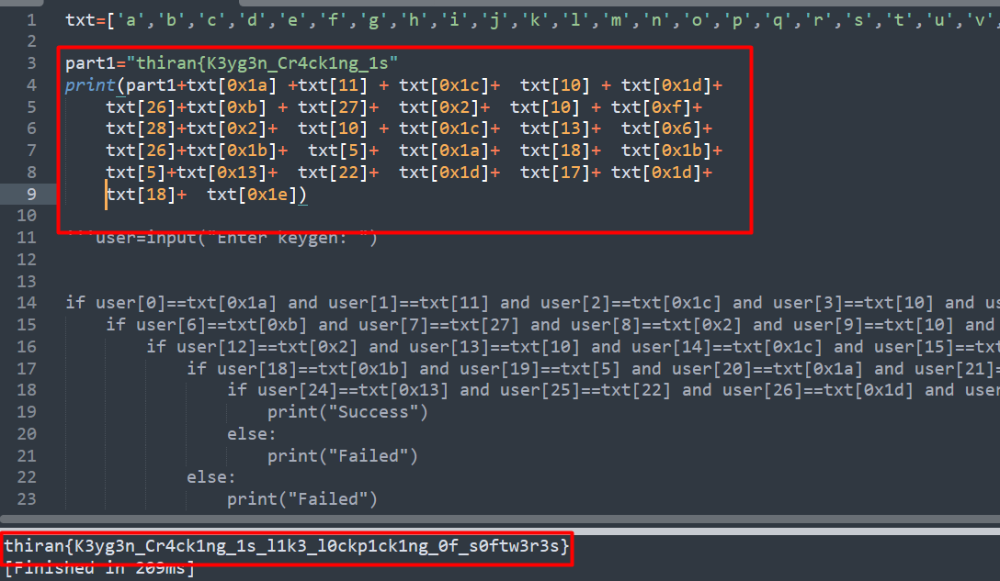 1 txt=['a','b','c','d','e','f','g','h','i','j','k','l','m','n','o','p','q','r','s','t','u','v',
2
3 part1="thiran{K3yg3n_Cr4ck1ng_1s"
4 print(part1+txt[0x1a] +txt[11] + txt[0x1c]+ txt[10] + txt[0x1d]+
5 txt[26]+txt[0xb] + txt[27]+ txt[0x2]+ txt[10] + txt[0xf]+
6 txt[28]+txt[0x2]+ txt[10] + txt[0x1c]+ txt[13]+ txt[0x6]+
7 txt[26]+txt[0x1b]+ txt[5]+ txt[0x1a]+ txt[18]+ txt[0x1b]+
8 txt[5]+txt[0x13]+ txt[22]+ txt[0x1d]+ txt[17]+ txt[0x1d]+
9 txt[18]+ txt[0x1e])
10
11 '''user=input("Enter keygen: ")
12
13
14 if user[0]==txt[0x1a] and user[1]==txt[11] and user[2]==txt[0x1c] and user[3]==txt[10] and us
15 if user[6]==txt[0xb] and user[7]==txt[27] and user[8]==txt[0x2] and user[9]==txt[10] and
16 if user[12]==txt[0x2] and user[13]==txt[10] and user[14]==txt[0x1c] and user[15]==txt
17 if user[18]==txt[0x1b] and user[19]==txt[5] and user[20]==txt[0x1a] and user[21]=
18 if user[24]==txt[0x13] and user[25]==txt[22] and user[26]==txt[0x1d] and user
19 print("Success")
20 else:
21 print("Failed")
22 else:
23 print("Failed")
thiran{K3yg3n_Cr4ck1ng_1s_l1k3_l0ckp1ck1ng_0f_s0ftw3r3s}
[Finished in 209ms]